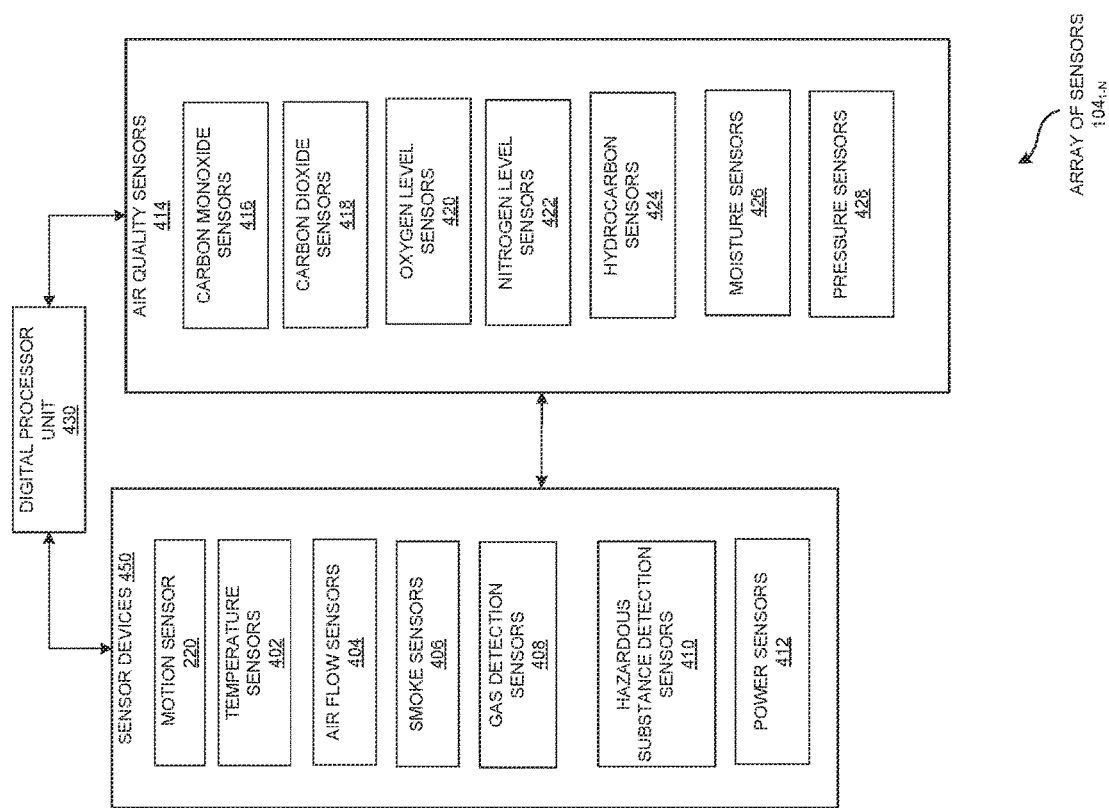 DIGITAL PROCESSOR
UNIT
430
SENSOR DEVICES 450
MOTION SENSOR
220
TEMPERATURE
SENSORS
402
AIR FLOW SENSORS
404
SMOKE SENSORS
406
GAS DETECTION
SENSORS
408
HAZARDOUS
SUBSTANCE DETECTION
SENSORS
410
POWER SENSORS
412
AIR QUALITY SENSORS
414
CARBON MONOXIDE
SENSORS
416
CARBON DIOXIDE
SENSORS
418
OXYGEN LEVEL
SENSORS
420
NITROGEN LEVEL
SENSORS
422
HYDROCARBON
SENSORS
424
MOISTURE SENSORS
426
PRESSURE SENSORS
428
ARRAY OF SENSORS
104₁₋N